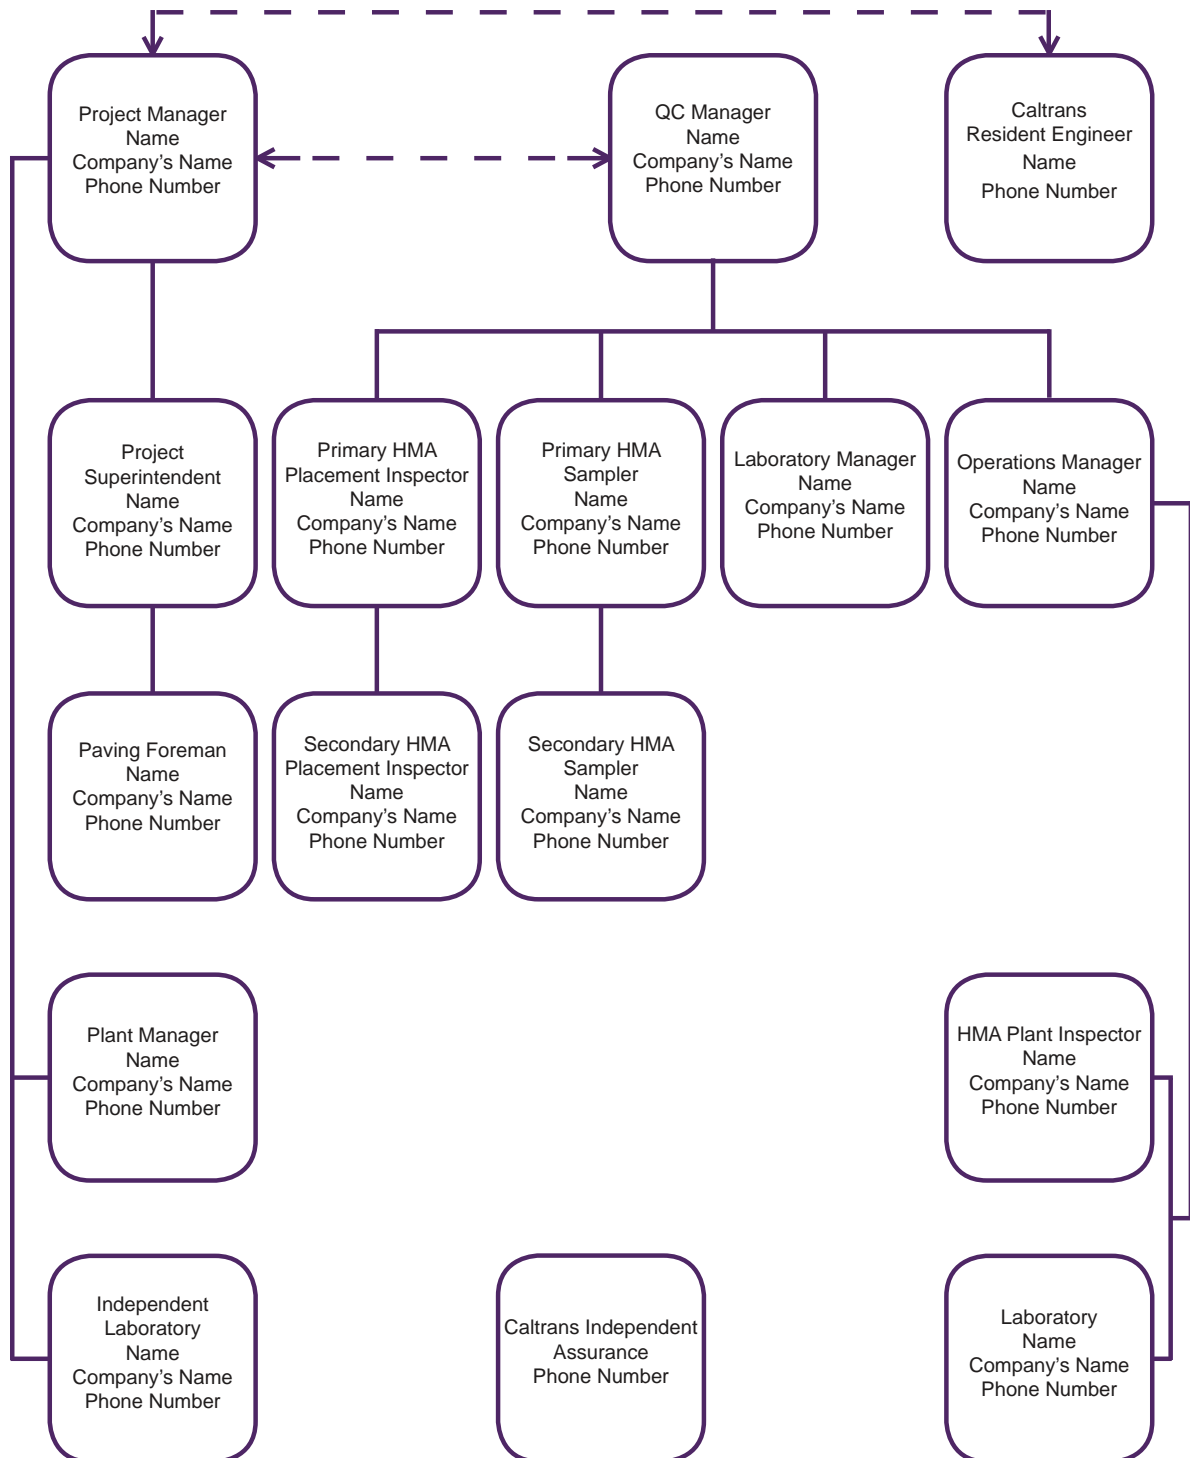 Project Manager
Name
Company’s Name
Phone Number
QC Manager
Name
Company’s Name
Phone Number
Caltrans
Resident Engineer
Name
Phone Number
Project
Superintendent
Name
Company’s Name
Phone Number
Primary HMA
Placement Inspector
Name
Company’s Name
Phone Number
Primary HMA
Sampler
Name
Company’s Name
Phone Number
Laboratory Manager
Name
Company’s Name
Phone Number
Operations Manager
Name
Company’s Name
Phone Number
Paving Foreman
Name
Company’s Name
Phone Number
Secondary HMA
Placement Inspector
Name
Company’s Name
Phone Number
Secondary HMA
Sampler
Name
Company’s Name
Phone Number
Plant Manager
Name
Company’s Name
Phone Number
HMA Plant Inspector
Name
Company’s Name
Phone Number
Independent
Laboratory
Name
Company’s Name
Phone Number
Caltrans Independent
Assurance
Phone Number
Laboratory
Name
Company’s Name
Phone Number